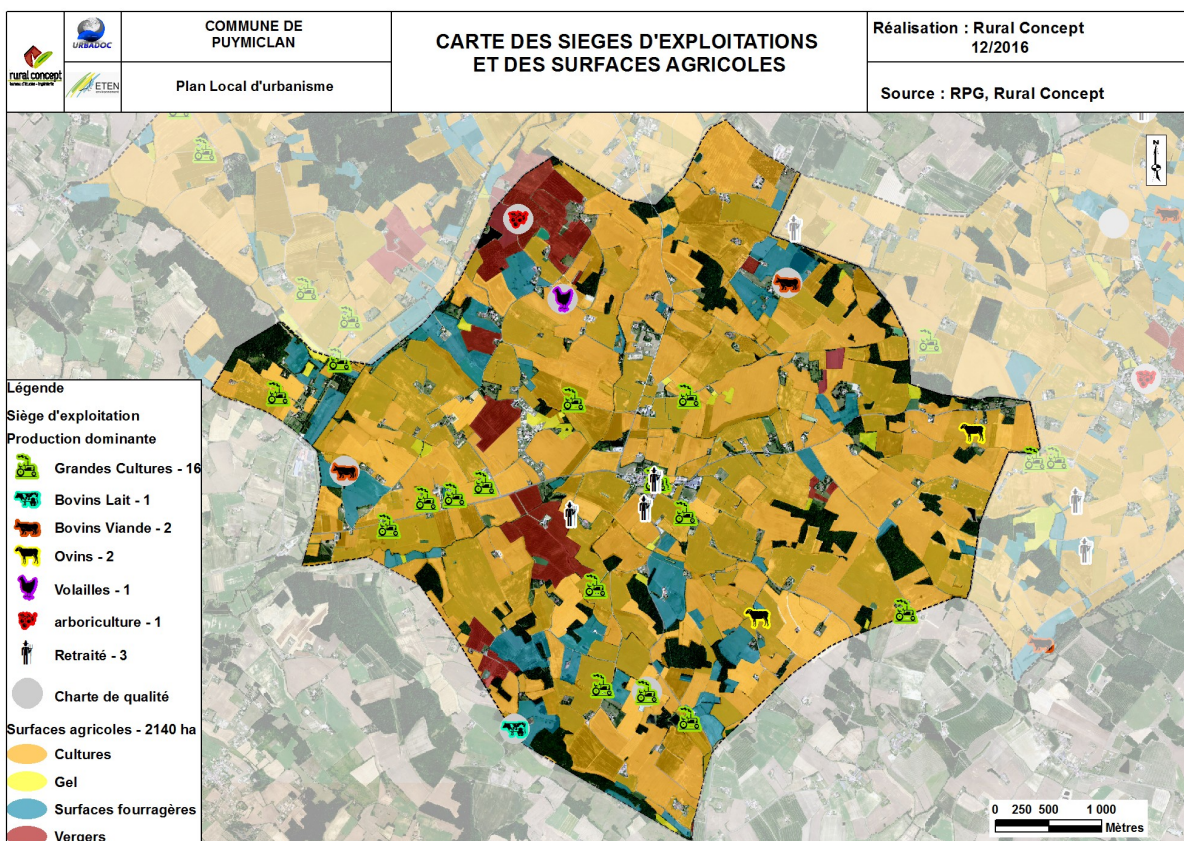 rural concept
URBADOC
ETEN
COMMUNE DE
PUYMICLAN
Plan Local d'urbanisme
CARTE DES SIEGES D'EXPLOITATIONS
ET DES SURFACES AGRICOLES
Réalisation : Rural Concept
12/2016
Source : RPG, Rural Concept
N
Légende
Siège d'exploitation
Production dominante
Grandes Cultures - 16
Bovins Lait - 1
Bovins Viande - 2
Ovins - 2
Volailles - 1
arboriculture - 1
Retraité - 3
Charte de qualité
Surfaces agricoles - 2140 ha
Cultures
Gel
Surfaces fourragères
Vergers
0 250 500 1 000
Mètres